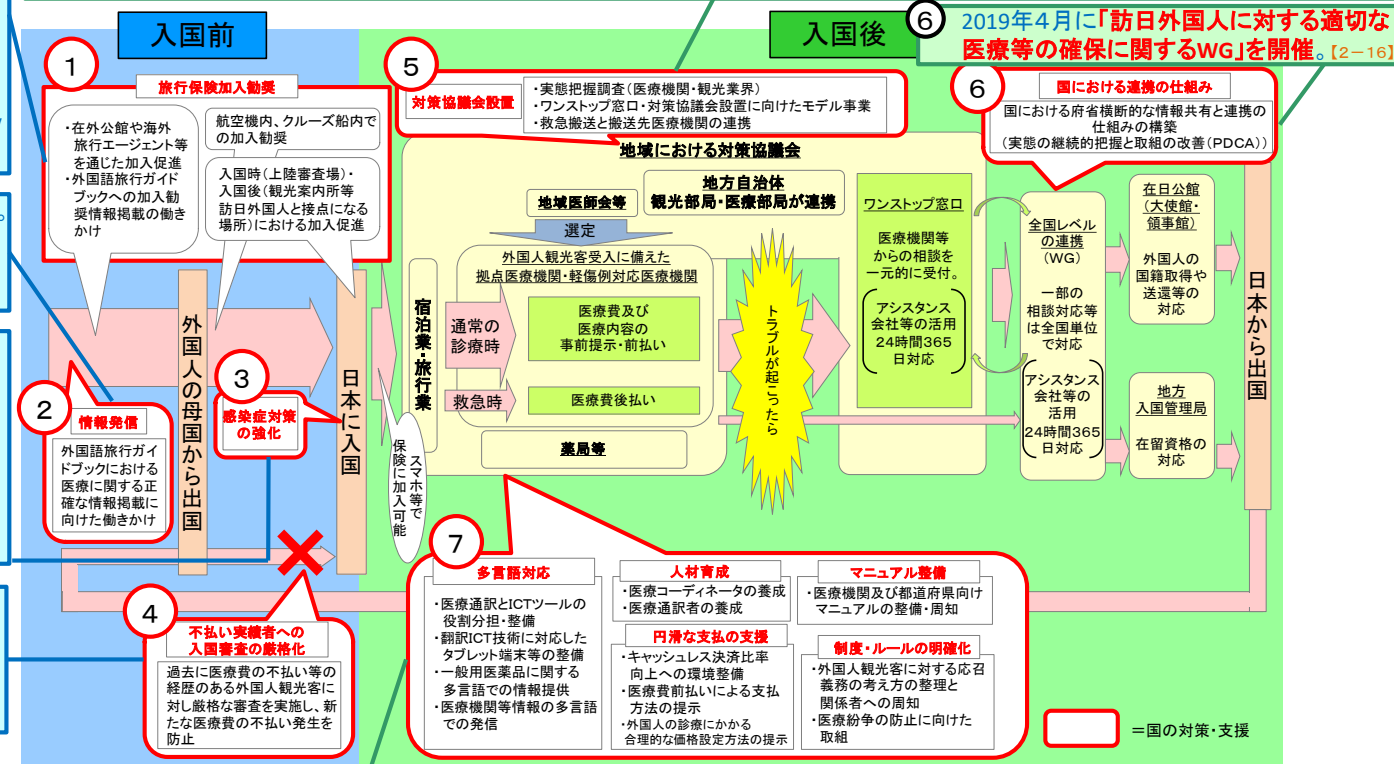 入国前
入国後
⑥
2019年4月に「訪日外国人に対する適切な
医療等の確保に関するWG」を開催。【2-16】
①
旅行保険加入勧奨
・在外公館や海外
旅行エージェント等
を通じた加入促進
・外国語旅行ガイド
ブックへの加入勧
奨情報掲載の働き
かけ
航空機内、クルーズ船内で
の加入勧奨
入国時(上陸審査場)・
入国後(観光案内所等
訪日外国人と接点になる
場所)における加入促進
⑤
対策協議会設置
・実態把握調査(医療機関・観光業界)
・ワンストップ窓口・対策協議会設置に向けたモデル事業
・救急搬送と搬送先医療機関の連携
⑥
国における連携の仕組み
国における府省横断的な情報共有と連携の
仕組みの構築
(実態の継続的把握と取組の改善(PDCA))
地域における対策協議会
地域医師会等
地方自治体
観光部局・医療部局が連携
選定
外国人観光客受入に備えた
拠点医療機関・軽傷例対応医療機関
宿泊業・旅行業
通常の
診療時
医療費及び
医療内容の
事前提示・前払い
救急時
医療費後払い
薬局等
トラブルが起こったら
ワンストップ窓口
医療機関等
からの相談を
一元的に受付。
アシスタンス
会社等の活用
24時間365
日対応
全国レベル
の連携
(WG)
一部の
相談対応等
は全国単位
で対応
アシスタンス
会社等の
活用
24時間365
日対応
在日公館
(大使館・
領事館)
外国人の
国籍取得や
送還等の
対応
地方
入国管理局
在留資格の
対応
日本から出国
外国人の母国から出国
日本に入国
スマホ等で
保険に加入可能
②
情報発信
外国語旅行ガイ
ドブックにおける
医療に関する正
確な情報掲載に
向けた働きかけ
③
感染症対策
の強化
④
不払い実績者への
入国審査の厳格化
過去に医療費の不払い等の
経歴のある外国人観光客に
対し厳格な審査を実施し、新
たな医療費の不払い発生を
防止
⑦
多言語対応
・医療通訳とICTツールの
役割分担・整備
・翻訳ICT技術に対応した
タブレット端末等の整備
・一般用医薬品に関する
多言語での情報提供
・医療機関等情報の多言語
での発信
人材育成
・医療コーディネータの養成
・医療通訳者の養成
円滑な支払の支援
・キャッシュレス決済比率
向上への環境整備
・医療費前払いによる支払
方法の提示
・外国人の診療にかかる
合理的な価格設定方法の提示
マニュアル整備
・医療機関及び都道府県向け
マニュアルの整備・周知
制度・ルールの明確化
・外国人観光客に対する応召
義務の考え方の整理と
関係者への周知
・医療紛争の防止に向けた
取組
=国の対策・支援